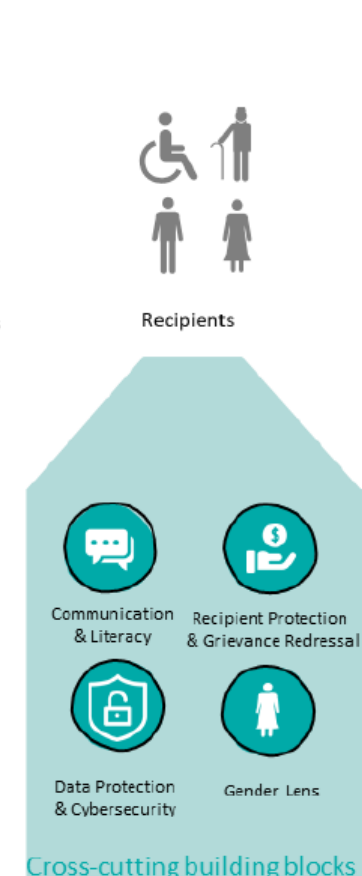 Recipients
Communication
& Literacy
Recipient Protection
& Grievance Redressal
Data Protection
& Cybersecurity
Gender Lens
Cross-cutting building blocks